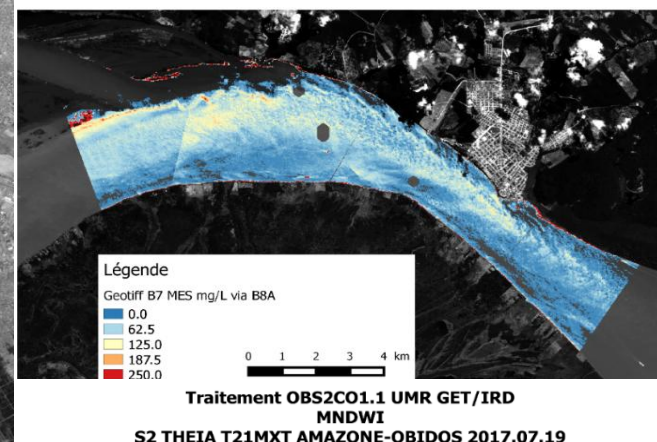 Légende
Geotiff B7 MES mg/L via B8A
0.0
62.5
125.0
187.5
250.0
0 1 2 3 4 km
Traitement OBS2CO1.1 UMR GET/IRD
MNDWI
S2 THEIA T21MXT AMAZONE-OBIDOS 2017.07.19